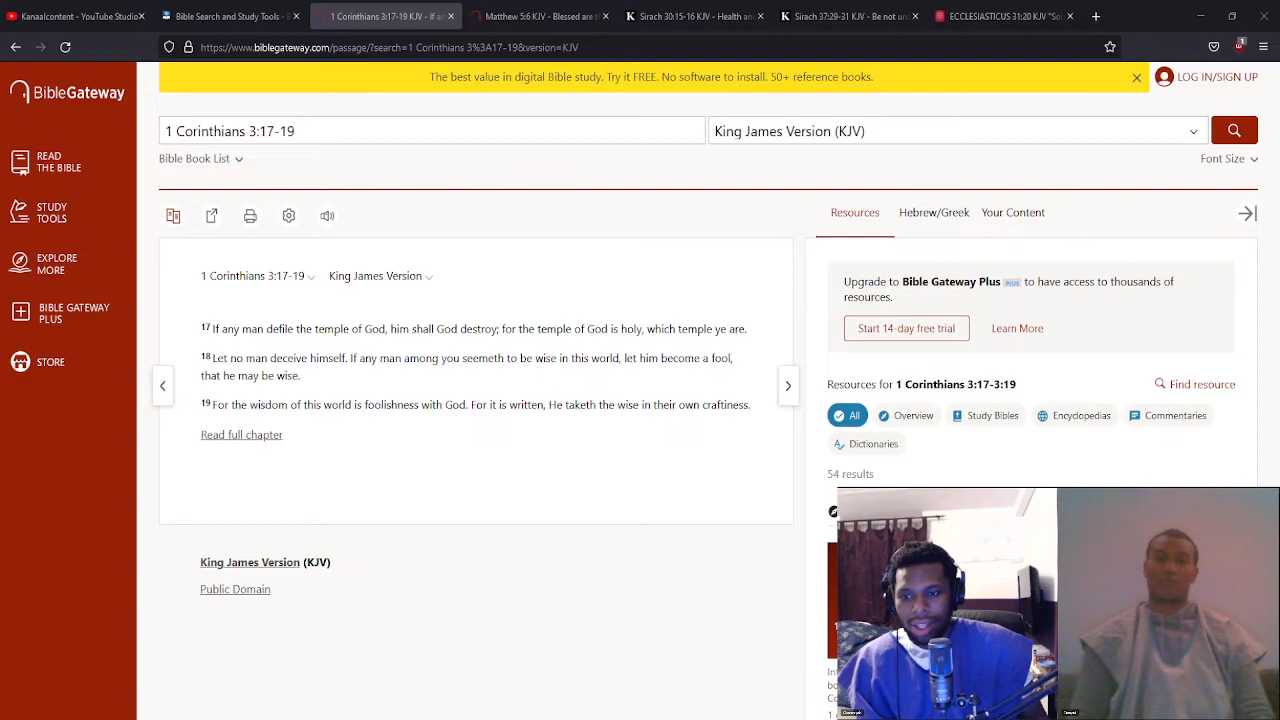 Kanaalcontent - YouTube Studio
Bible Search and Study Tools - B
1 Corinthians 3:17-19 KJV - If an
Matthew 5:6 KJV - Blessed are th
Sirach 30:15-16 KJV - Health and
Sirach 37:29-31 KJV - Be not un
ECCLESIASTICUS 31:20 KJV "Sou
https://www.biblegateway.com/passage/?search=1 Corinthians 3%3A17-19&version=KJV
1
BibleGateway
The best value in digital Bible study. Try it FREE. No software to install. 50+ reference books.
LOG IN/SIGN UP
1 Corinthians 3:17-19
King James Version (KJV)
Bible Book List
Font Size
READ
THE BIBLE
STUDY
TOOLS
EXPLORE
MORE
BIBLE GATEWAY
PLUS
STORE
Resources
Hebrew/Greek
Your Content
1 Corinthians 3:17-19
King James Version
17 If any man defile the temple of God, him shall God destroy; for the temple of God is holy, which temple ye are.
18 Let no man deceive himself. If any man among you seemeth to be wise in this world, let him become a fool,
that he may be wise.
19 For the wisdom of this world is foolishness with God. For it is written, He taketh the wise in their own craftiness.
Read full chapter
King James Version (KJV)
Public Domain
Upgrade to Bible Gateway Plus PLUS to have access to thousands of
resources.
Start 14-day free trial
Learn More
Resources for 1 Corinthians 3:17-3:19
Find resource
All
Overview
Study Bibles
Encyclopedias
Commentaries
Dictionaries
54 results